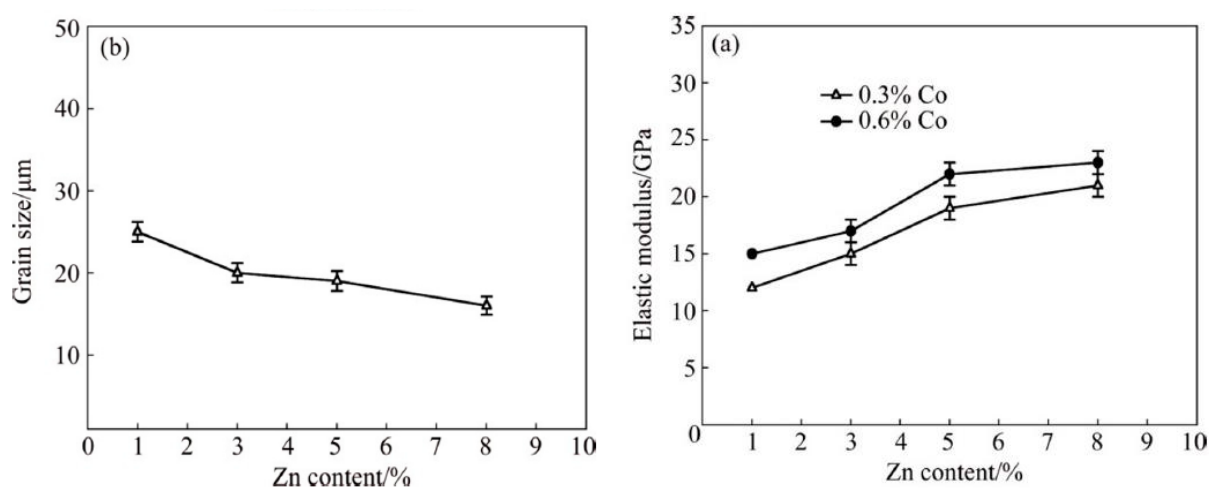 (b)
50
40
30
20
10
Grain size/μm
0 1 2 3 4 5 6 7 8 9 10
Zn content/%
(a)
0.3% Co
0.6% Co
35
30
25
20
15
10
5
Elastic modulus/GPa
0 1 2 3 4 5 6 7 8 9 10
Zn content/%